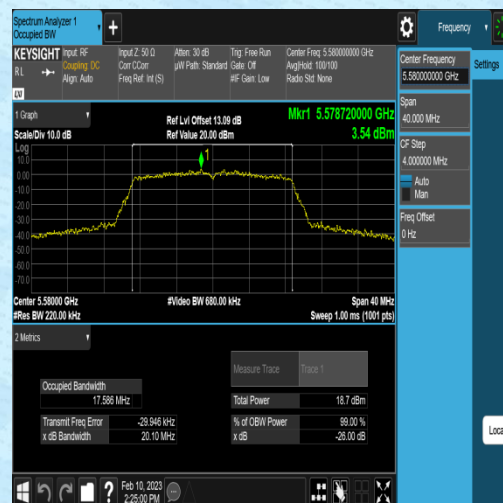 Spectrum Analyzer 1
Occupied BW
+
Frequency
KEYSIGHT
R L
Input: RF
Coupling: DC
Align: Auto
Input Z: 50 Ω
Corr CCorr
Freq Ref: Int (S)
Atten: 30 dB
µW Path: Standard
Trig: Free Run
Gate: Off
#IF Gain: Low
Center Freq: 5.580000000 GHz
Avg|Hold: 100/100
Radio Std: None
Center Frequency
5.580000000 GHz
Settings
Span
40.000 MHz
CF Step
4.000000 MHz
Auto
Man
Freq Offset
0 Hz
Local
1 Graph
Scale/Div 10.0 dB
Ref Lvl Offset 13.09 dB
Ref Value 20.00 dBm
Mkr1 5.578720000 GHz
3.54 dBm
Log
10.0
0.00
-10.0
-20.0
-30.0
-40.0
-50.0
-60.0
-70.0
1
Center 5.58000 GHz
#Res BW 220.00 kHz
#Video BW 680.00 kHz
Span 40 MHz
Sweep 1.00 ms (1001 pts)
2 Metrics
Measure Trace
Trace 1
Occupied Bandwidth
17.586 MHz
Total Power
18.7 dBm
Transmit Freq Error
-29.946 kHz
% of OBW Power
99.00 %
x dB Bandwidth
20.10 MHz
x dB
-26.00 dB
Feb 10, 2023
2:25:00 PM